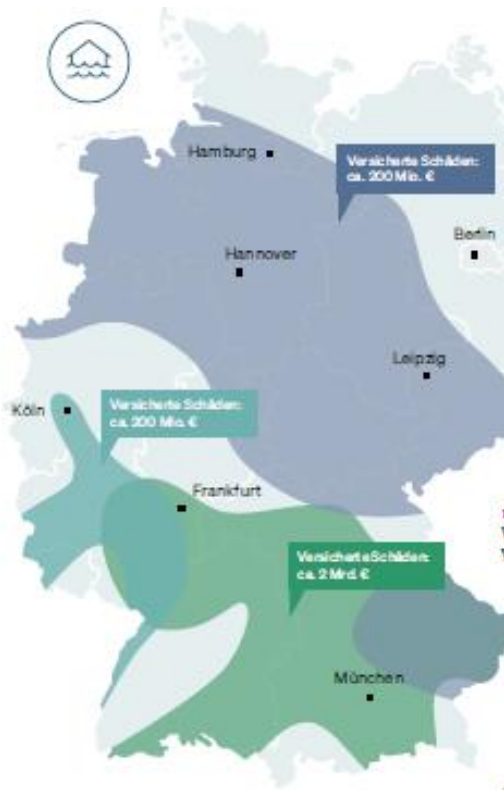 Hamburg
Versicherte Schäden:
ca. 200 Mio. €
Berlin
Hannover
Leipzig
Köln
Versicherte Schäden:
ca. 200 Mio. €
Frankfurt
Versicherte Schäden:
ca. 2 Mrd. €
München